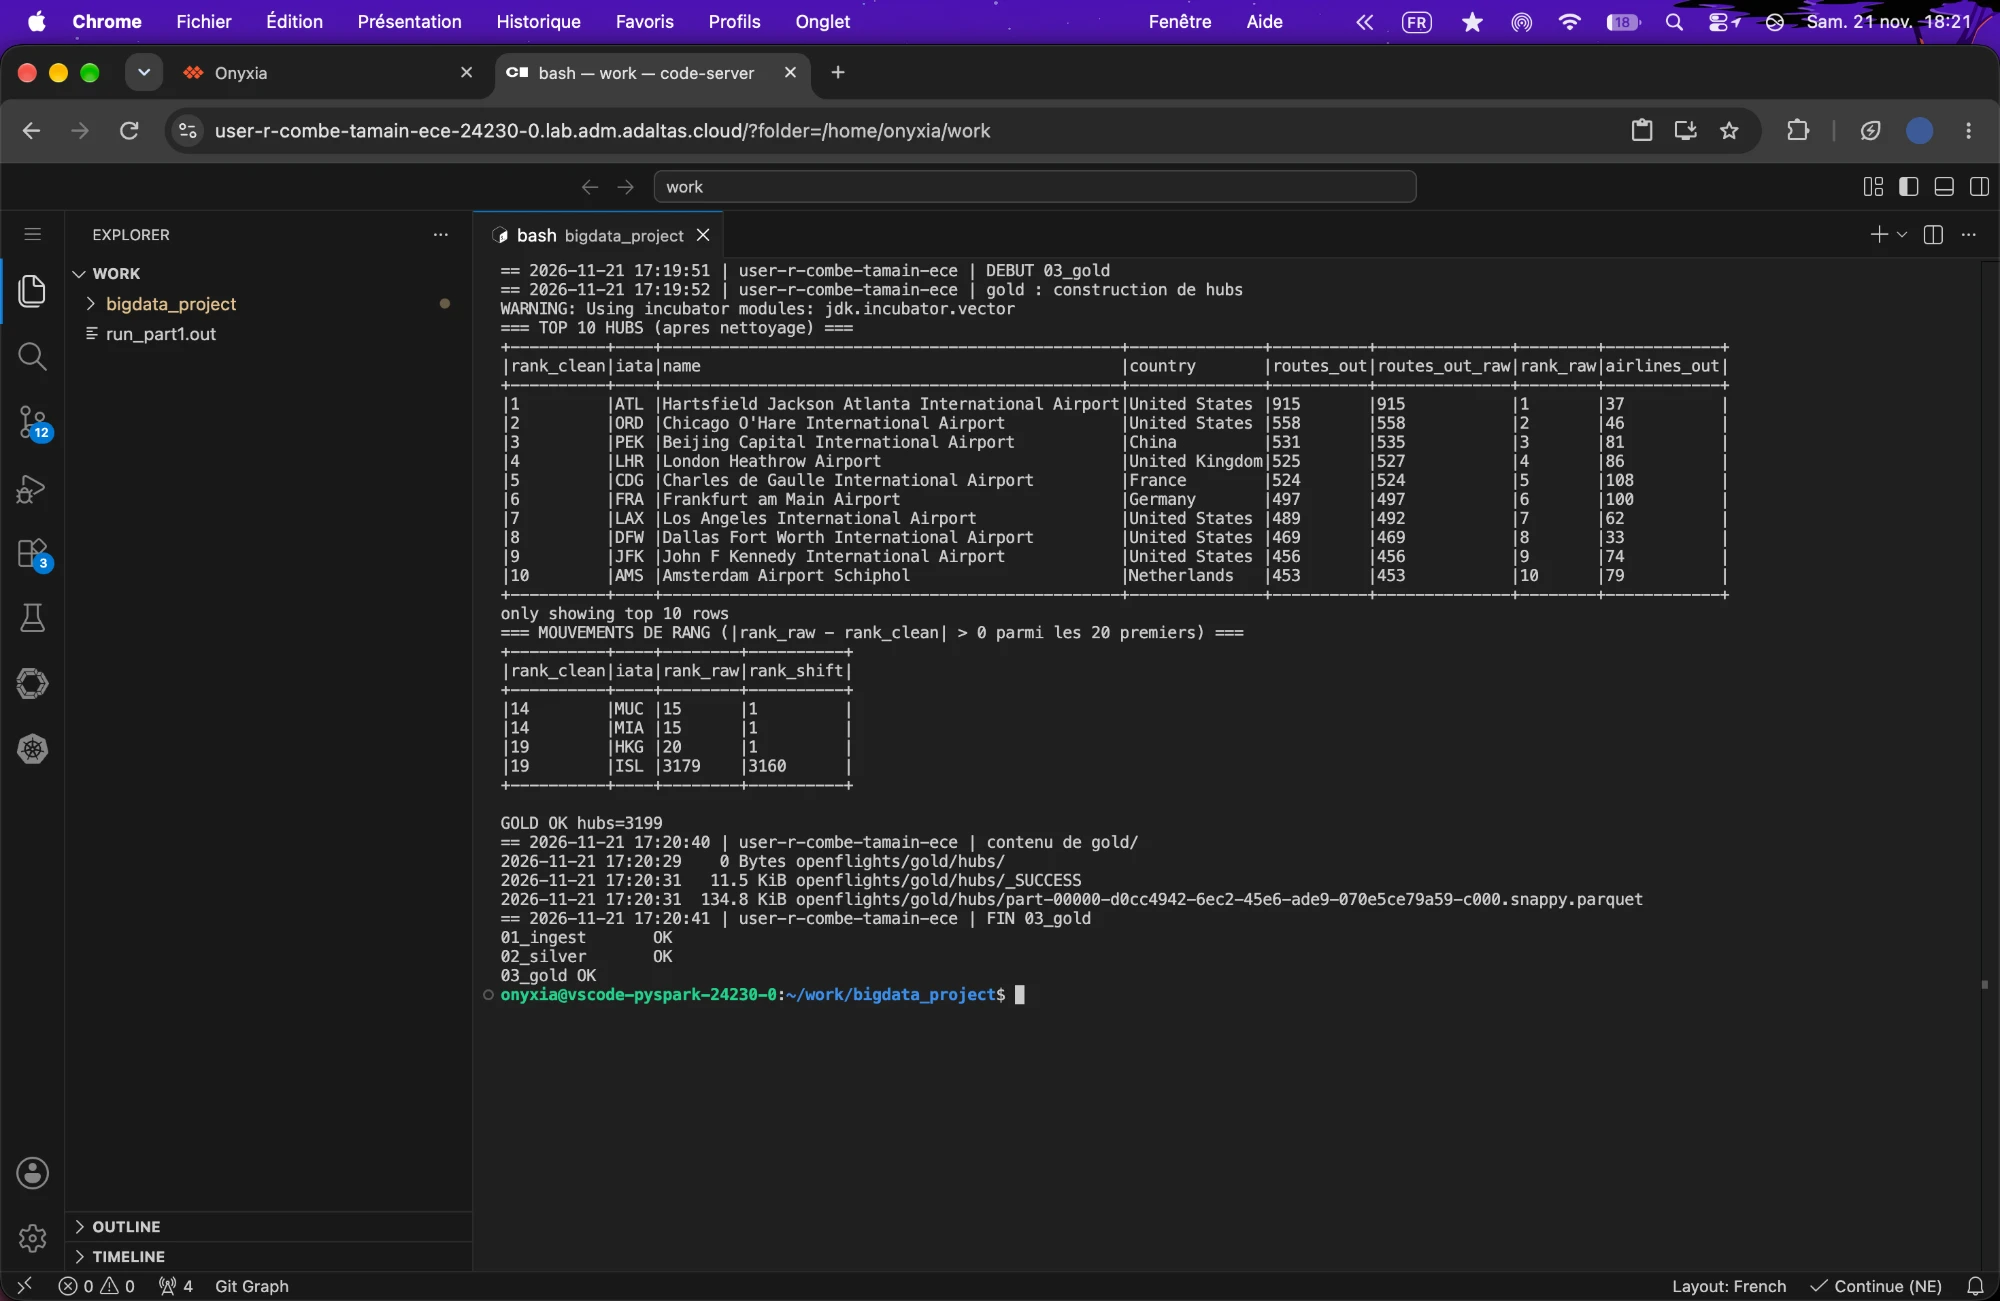 Chrome Fichier Édition Présentation Historique Favoris Profils Onglet Fenêtre Aide FR 18 Sam. 21 nov. 18:21
Onyxia bash — work — code-server
user-r-combe-tamain-ece-24230-0.lab.adm.adaltas.cloud/?folder=/home/onyxia/work
work
EXPLORER
WORK
bigdata_project
run_part1.out
12
3
OUTLINE
TIMELINE
bash bigdata_project
== 2026-11-21 17:19:51 | user-r-combe-tamain-ece | DEBUT 03_gold
== 2026-11-21 17:19:52 | user-r-combe-tamain-ece | gold : construction de hubs
WARNING: Using incubator modules: jdk.incubator.vector
=== TOP 10 HUBS (apres nettoyage) ===
+----------+----+------------------------------------------------+--------------+----------+--------------+--------+------------+
|rank_clean|iata|name                                            |country       |routes_out|routes_out_raw|rank_raw|airlines_out|
+----------+----+------------------------------------------------+--------------+----------+--------------+--------+------------+
|1         |ATL |Hartsfield Jackson Atlanta International Airport|United States |915       |915           |1       |37          |
|2         |ORD |Chicago O'Hare International Airport            |United States |558       |558           |2       |46          |
|3         |PEK |Beijing Capital International Airport           |China         |531       |535           |3       |81          |
|4         |LHR |London Heathrow Airport                         |United Kingdom|525       |527           |4       |86          |
|5         |CDG |Charles de Gaulle International Airport         |France        |524       |524           |5       |108         |
|6         |FRA |Frankfurt am Main Airport                       |Germany       |497       |497           |6       |100         |
|7         |LAX |Los Angeles International Airport               |United States |489       |492           |7       |62          |
|8         |DFW |Dallas Fort Worth International Airport         |United States |469       |469           |8       |33          |
|9         |JFK |John F Kennedy International Airport            |United States |456       |456           |9       |74          |
|10        |AMS |Amsterdam Airport Schiphol                      |Netherlands   |453       |453           |10      |79          |
+----------+----+------------------------------------------------+--------------+----------+--------------+--------+------------+
only showing top 10 rows
=== MOUVEMENTS DE RANG (|rank_raw - rank_clean| > 0 parmi les 20 premiers) ===
+----------+----+--------+----------+
|rank_clean|iata|rank_raw|rank_shift|
+----------+----+--------+----------+
|14        |MUC |15      |1         |
|14        |MIA |15      |1         |
|19        |HKG |20      |1         |
|19        |ISL |3179    |3160      |
+----------+----+--------+----------+
GOLD OK hubs=3199
== 2026-11-21 17:20:40 | user-r-combe-tamain-ece | contenu de gold/
2026-11-21 17:20:29    0 Bytes openflights/gold/hubs/
2026-11-21 17:20:31   11.5 KiB openflights/gold/hubs/_SUCCESS
2026-11-21 17:20:31  134.8 KiB openflights/gold/hubs/part-00000-d0cc4942-6ec2-45e6-ade9-070e5ce79a59-c000.snappy.parquet
== 2026-11-21 17:20:41 | user-r-combe-tamain-ece | FIN 03_gold
01_ingest       OK
02_silver       OK
03_gold OK
onyxia@vscode-pyspark-24230-0:~/work/bigdata_project$
0 0 4 Git Graph Layout: French Continue (NE)